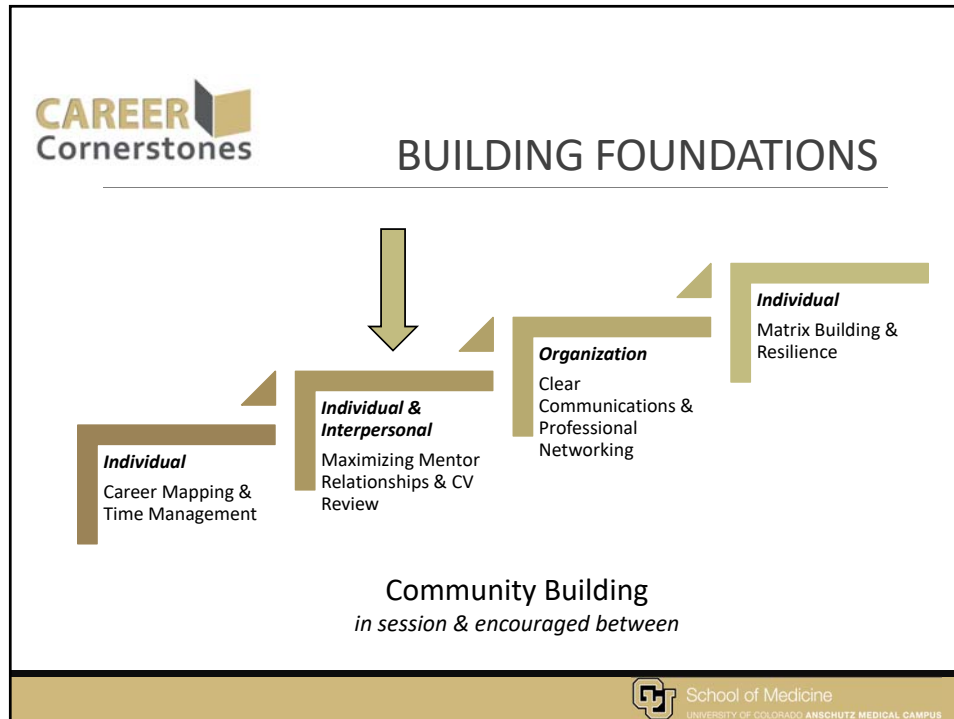 CAREER
Cornerstones
BUILDING FOUNDATIONS
Individual
Career Mapping &
Time Management
Individual &
Interpersonal
Maximizing Mentor
Relationships & CV
Review
Organization
Clear
Communications &
Professional
Networking
Individual
Matrix Building &
Resilience
Community Building
in session & encouraged between
School of Medicine
UNIVERSITY OF COLORADO ANSCHUTZ MEDICAL CAMPUS